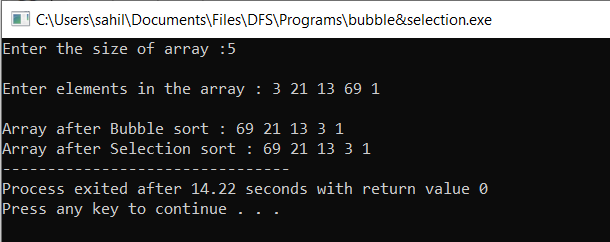 C:\Users\sahil\Documents\Files\DFS\Programs\bubble&selection.exe
Enter the size of array :5
Enter elements in the array : 3 21 13 69 1
Array after Bubble sort : 69 21 13 3 1
Array after Selection sort : 69 21 13 3 1
--------------------------------
Process exited after 14.22 seconds with return value 0
Press any key to continue . . .